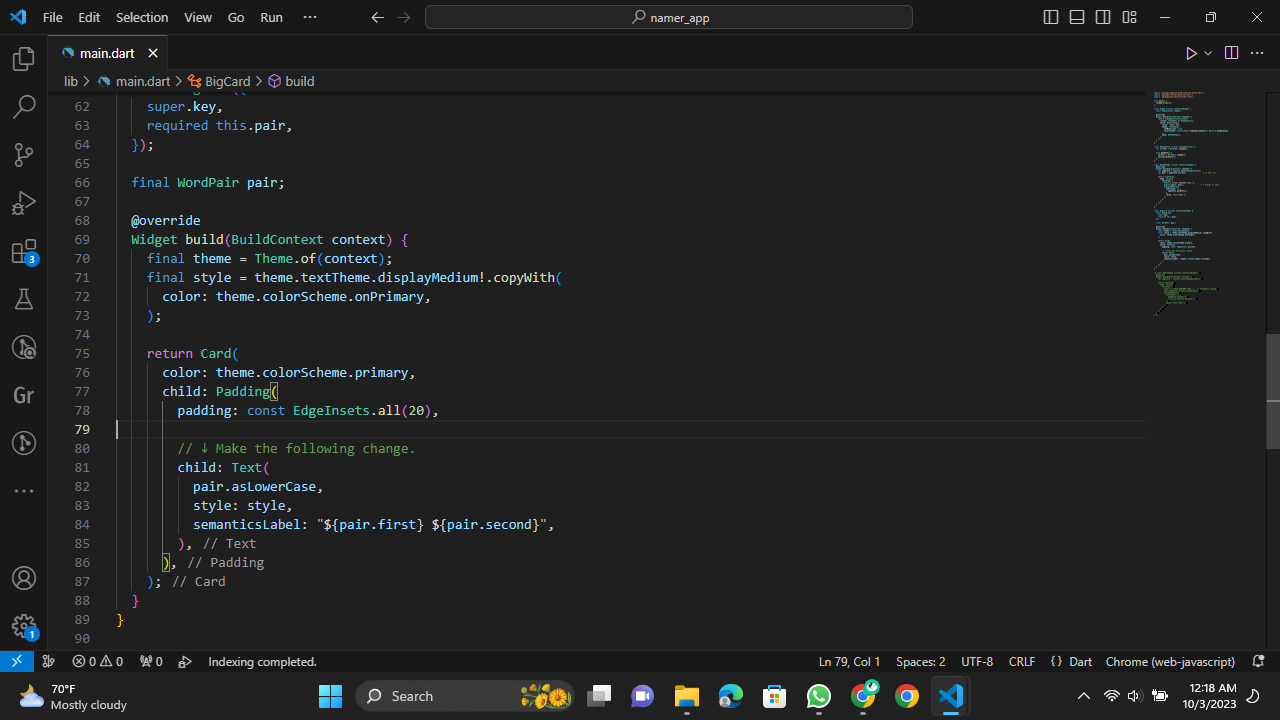 File Edit Selection View Go Run ··· namer_app
main.dart
lib > main.dart > BigCard > build
62 super.key,
63 required this.pair,
64 });
65
66 final WordPair pair;
67
68 @override
69 Widget build(BuildContext context) {
70 final theme = Theme.of(context);
71 final style = theme.textTheme.displayMedium!.copyWith(
72 color: theme.colorScheme.onPrimary,
73 );
74
75 return Card(
76 color: theme.colorScheme.primary,
77 child: Padding(
78 padding: const EdgeInsets.all(20),
79
80 // ↓ Make the following change.
81 child: Text(
82 pair.asLowerCase,
83 style: style,
84 semanticsLabel: "${pair.first} ${pair.second}",
85 ), // Text
86 ), // Padding
87 ); // Card
88 }
89 }
90
3
Gr
1
0 0 0 Indexing completed. Ln 79, Col 1 Spaces: 2 UTF-8 CRLF {} Dart Chrome (web-javascript)
70°F
Mostly cloudy
Search
12:18 AM
10/3/2023